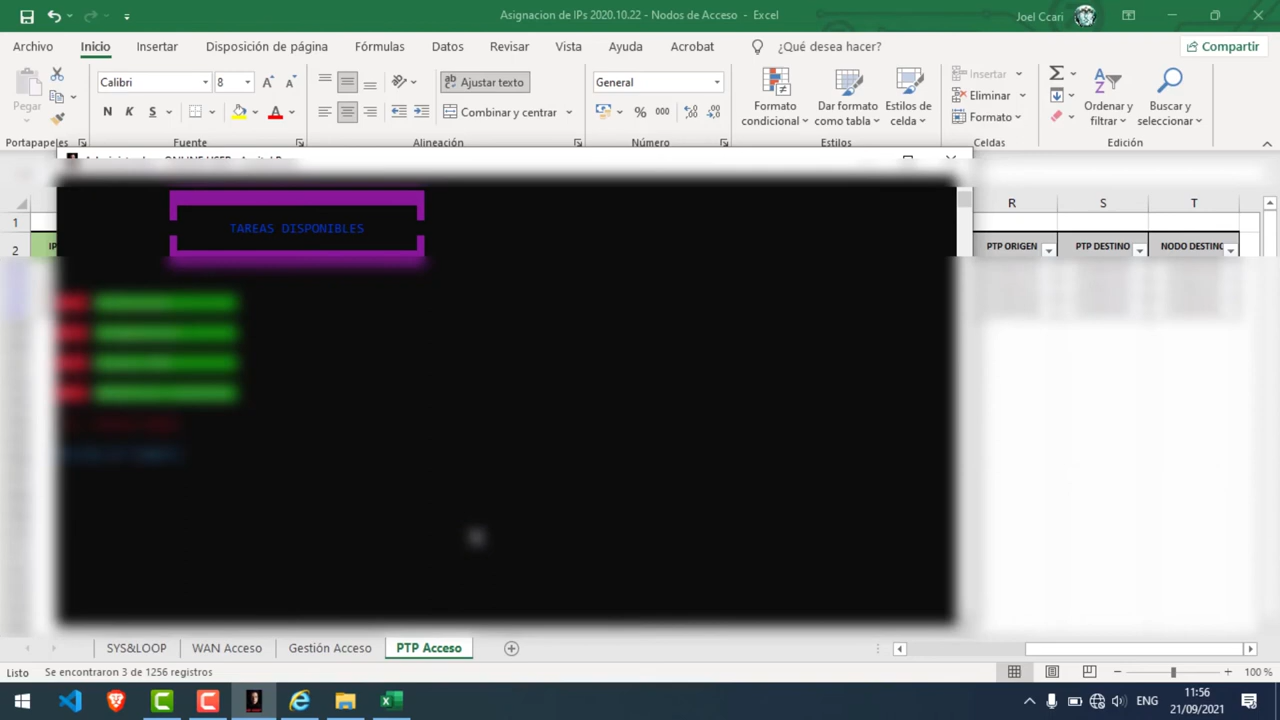 Asignacion de IPs 2020.10.22 - Nodos de Acceso - Excel
Joel Ccari
Archivo Inicio Insertar Disposición de página Fórmulas Datos Revisar Vista Ayuda Acrobat ¿Qué desea hacer? Compartir
Pegar
Calibri 8
N K S
Ajustar texto
Combinar y centrar
General
% 000
Formato condicional
Dar formato como tabla
Estilos de celda
Insertar
Eliminar
Formato
Ordenar y filtrar
Buscar y seleccionar
Portapapeles Fuente Alineación Número Estilos Celdas Edición
R S T
1
2 PTP ORIGEN PTP DESTINO NODO DESTINO
TAREAS DISPONIBLES
SYS&LOOP WAN Acceso Gestión Acceso PTP Acceso
Listo Se encontraron 3 de 1256 registros 100 %
ENG 11:56
21/09/2021